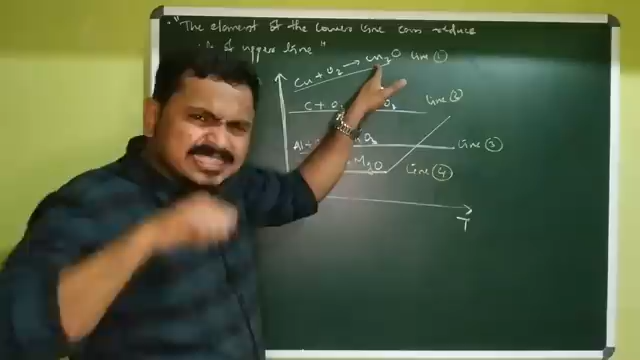 "The element of the lower line can reduce
of upper line"
Cu + O₂ → Cu₂O line ①
C + O₂ line ②
Al + line ③
MgO line ④
T